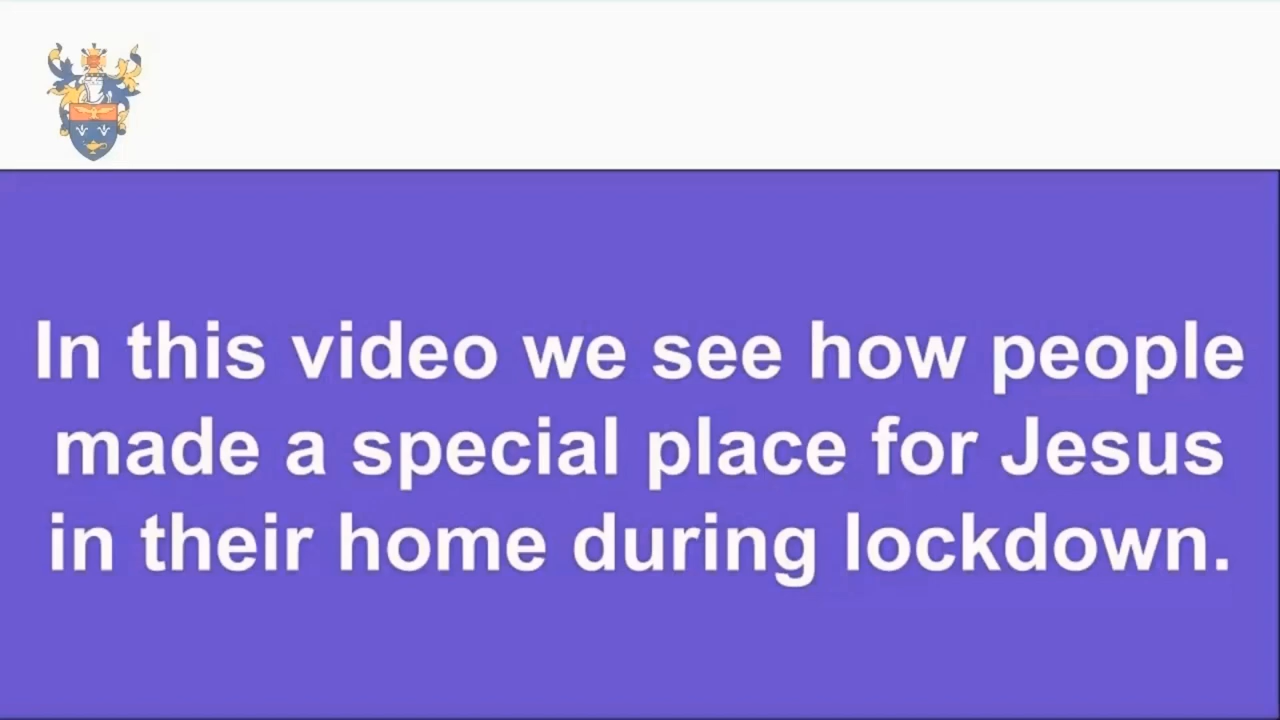 In this video we see how people
made a special place for Jesus
in their home during lockdown.